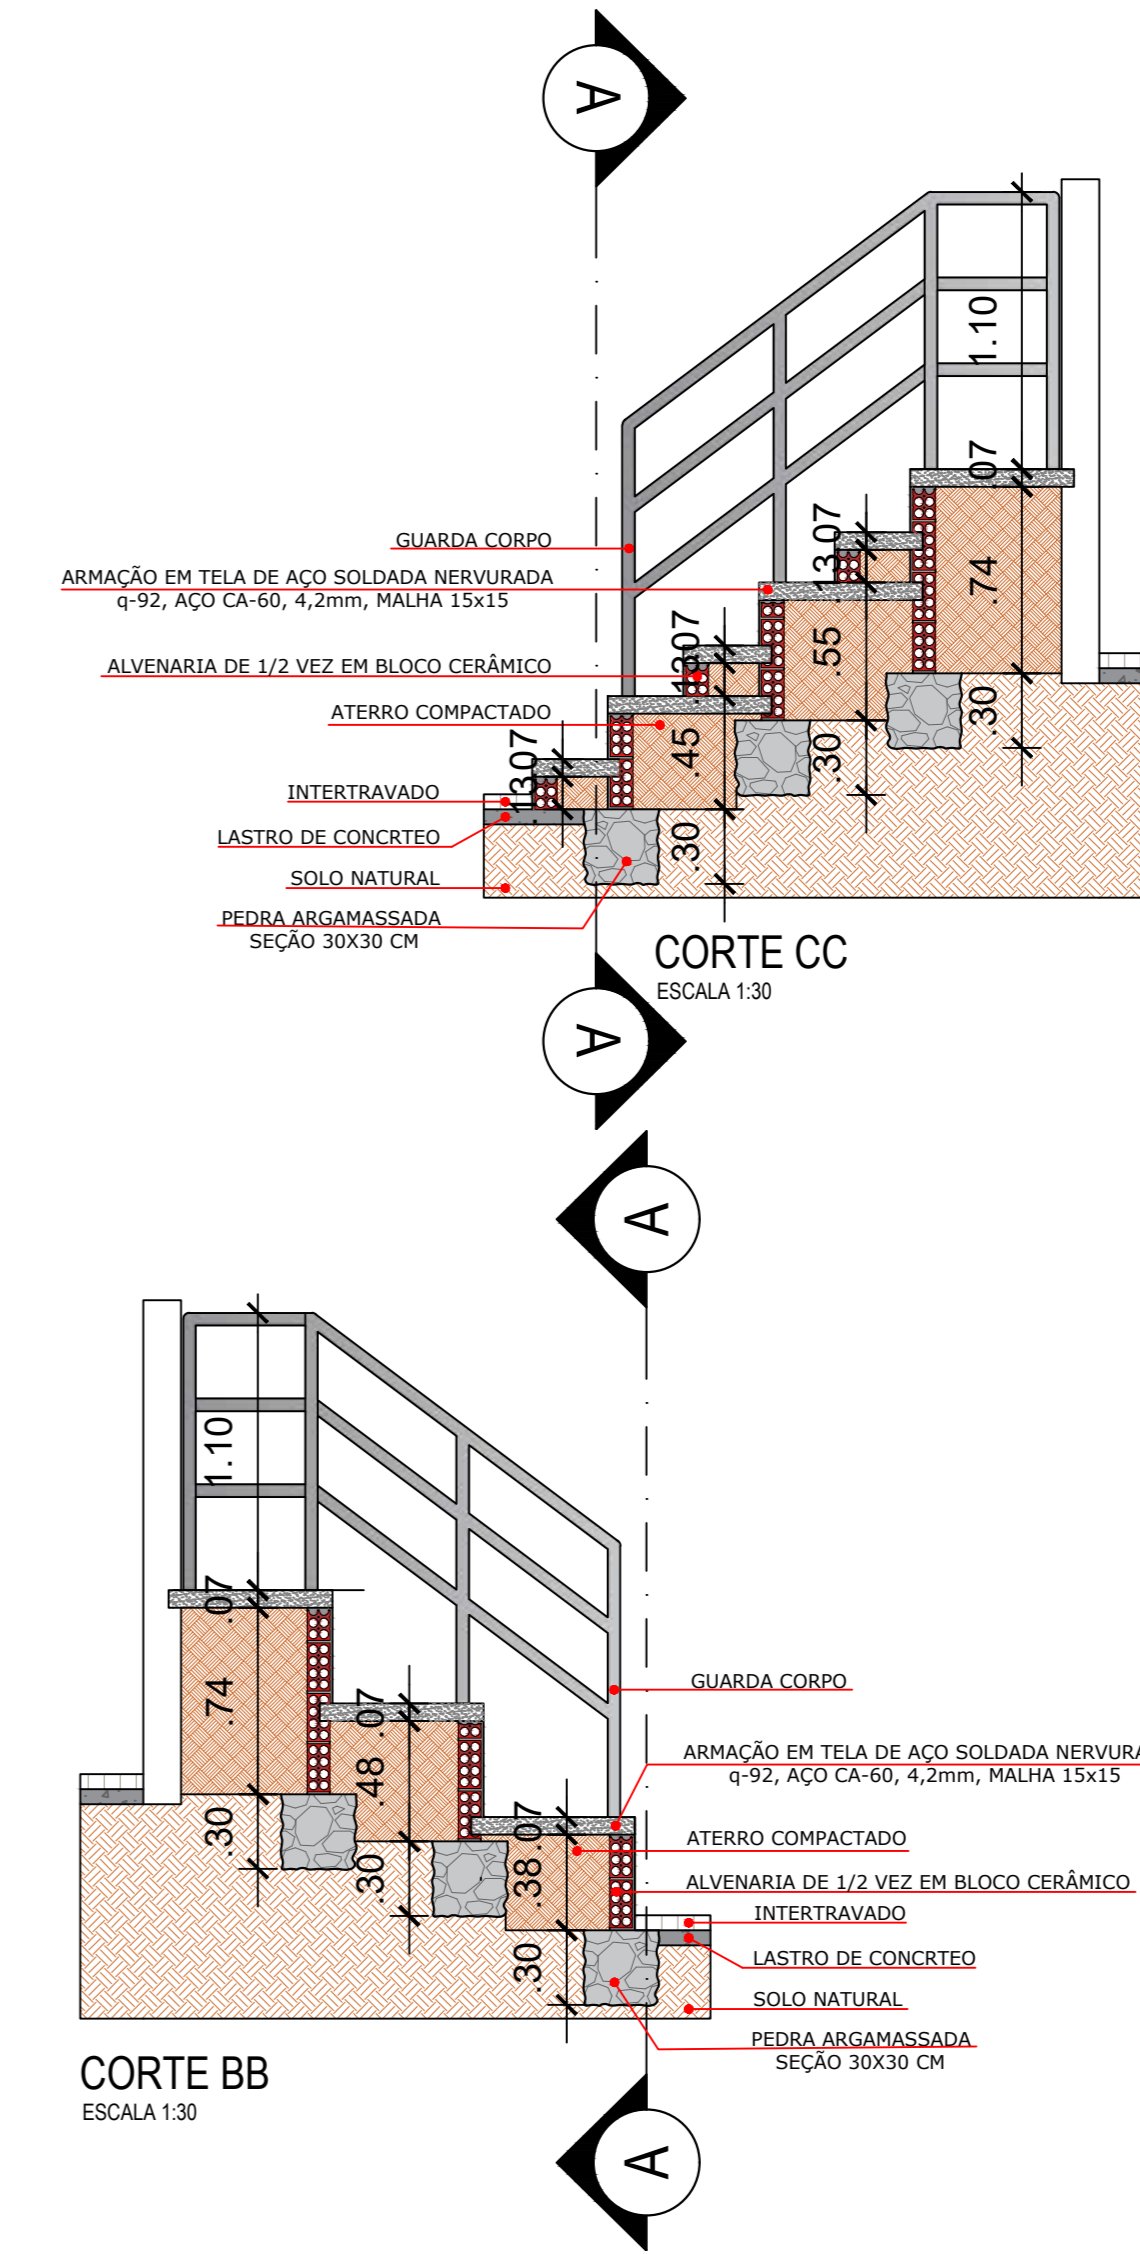 A
1.10
.07
GUARDA CORPO
.13
.07
.74
ARMAÇÃO EM TELA DE AÇO SOLDADA NERVURADA
q-92, AÇO CA-60, 4,2mm, MALHA 15x15
.13
.07
.55
ALVENARIA DE 1/2 VEZ EM BLOCO CERÂMICO
ATERRO COMPACTADO
.30
.13
.07
.45
.30
INTERTRAVADO
LASTRO DE CONCRTEO
.30
SOLO NATURAL
PEDRA ARGAMASSADA
SEÇÃO 30X30 CM
CORTE CC
ESCALA 1:30
A
A
1.10
.07
.74
.30
.07
.48
.30
.07
.38
.30
GUARDA CORPO
ARMAÇÃO EM TELA DE AÇO SOLDADA NERVURA
q-92, AÇO CA-60, 4,2mm, MALHA 15x15
ATERRO COMPACTADO
ALVENARIA DE 1/2 VEZ EM BLOCO CERÂMICO
INTERTRAVADO
LASTRO DE CONCRTEO
SOLO NATURAL
PEDRA ARGAMASSADA
SEÇÃO 30X30 CM
CORTE BB
ESCALA 1:30
A